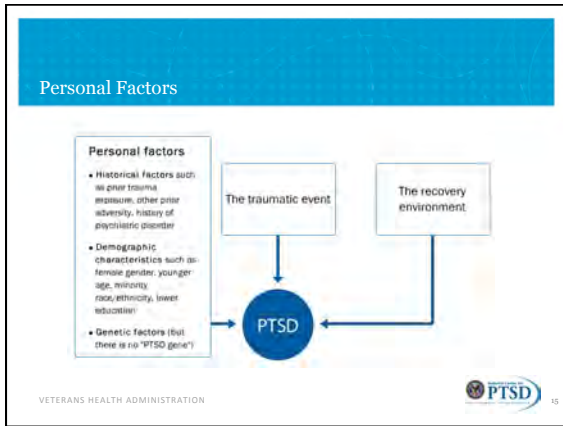 Personal Factors
Personal factors
• Historical factors such
as prior trauma
exposure, other prior
adversity, history of
psychiatric disorder
• Demographic
characteristics such as
female gender, younger
age, minority
race/ethnicity, lower
education
• Genetic factors (but
there is no "PTSD gene")
The traumatic event
The recovery
environment
PTSD
VETERANS HEALTH ADMINISTRATION
PTSD
15